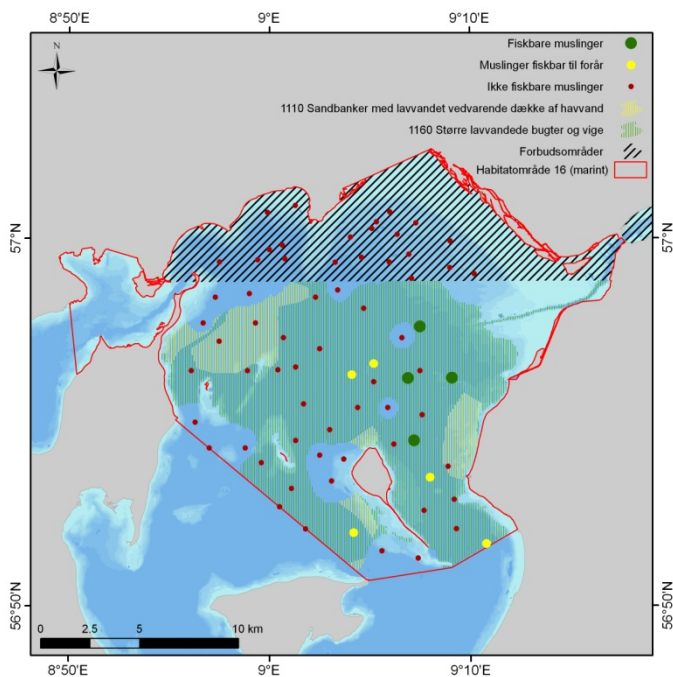 8°50'E
9°E
9°10'E
N
Fiskbare muslinger
Muslinger fiskbar til forår
Ikke fiskbare muslinger
1110 Sandbanker med lavvandet vedvarende dække af havvand
1160 Større lavvandede bugter og vige
Forbudsområder
Habitatområde 16 (marint)
57°N
57°N
56°50'N
56°50'N
0
2.5
5
10 km
8°50'E
9°E
9°10'E